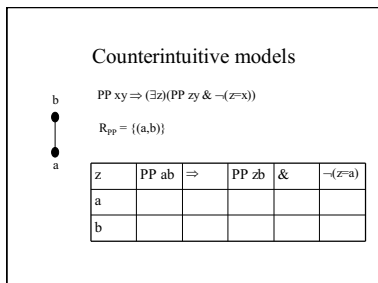 Counterintuitive models
b
PP xy ⇒ (∃z)(PP zy & ¬(z=x))
R_PP = {(a,b)}
a
z PP ab ⇒ PP zb & ¬(z=a)
a
b